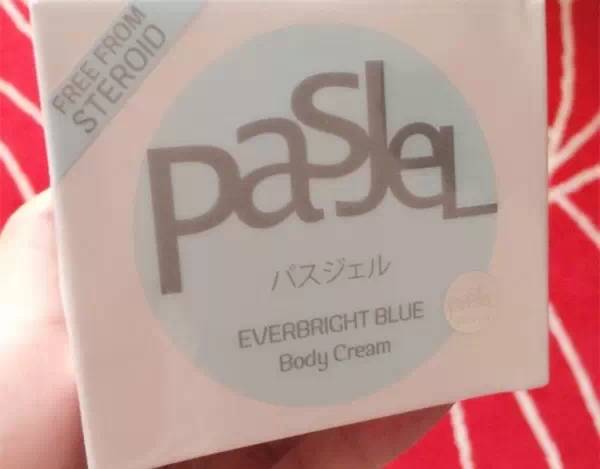 FREE FROM
STEROID
PasJeL
パスジェル
EVERBRIGHT BLUE
Body Cream